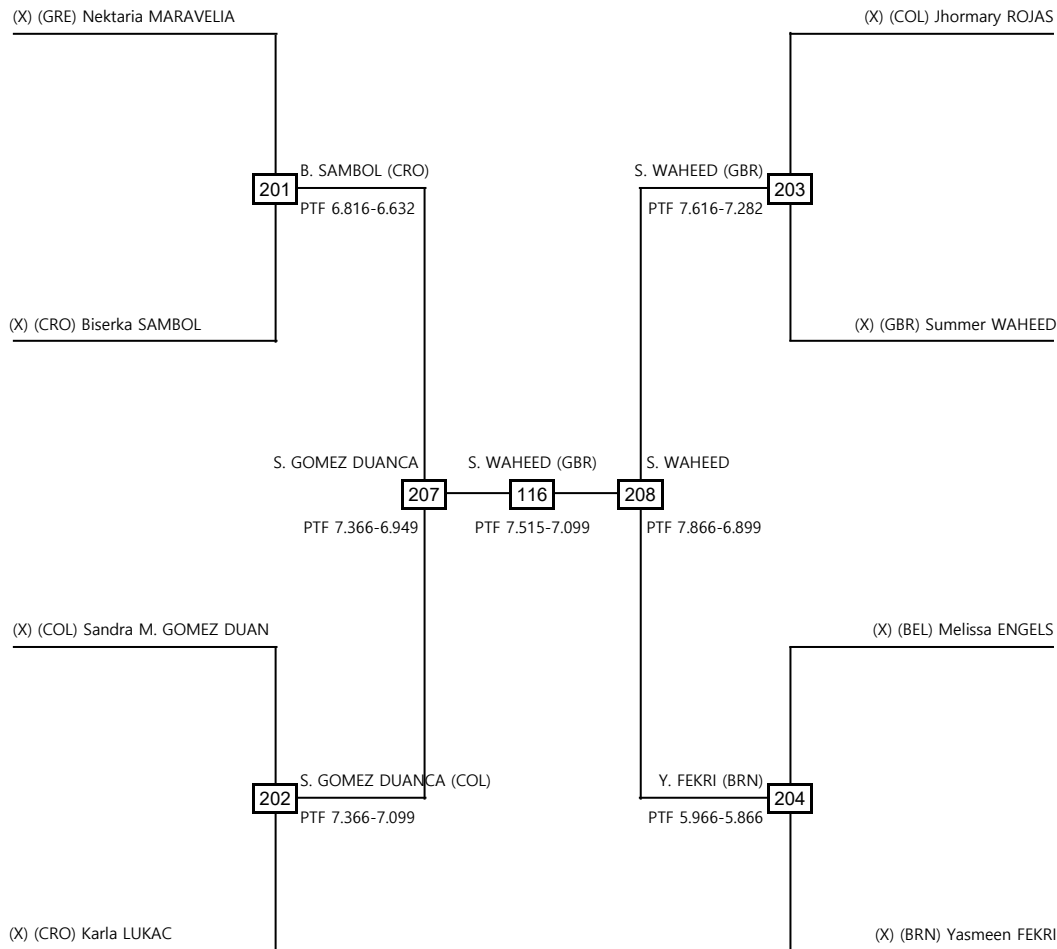 (X) (GRE) Nektaria MARAVELIA
(X) (COL) Jhormary ROJAS
B. SAMBOL (CRO)
S. WAHEED (GBR)
201
203
PTF 6.816-6.632
PTF 7.616-7.282
(X) (CRO) Biserka SAMBOL
(X) (GBR) Summer WAHEED
S. GOMEZ DUANCA
S. WAHEED (GBR)
S. WAHEED
207
116
208
PTF 7.366-6.949
PTF 7.515-7.099
PTF 7.866-6.899
(X) (COL) Sandra M. GOMEZ DUAN
(X) (BEL) Melissa ENGELS
S. GOMEZ DUANCA (COL)
Y. FEKRI (BRN)
202
204
PTF 7.366-7.099
PTF 5.966-5.866
(X) (CRO) Karla LUKAC
(X) (BRN) Yasmeen FEKRI